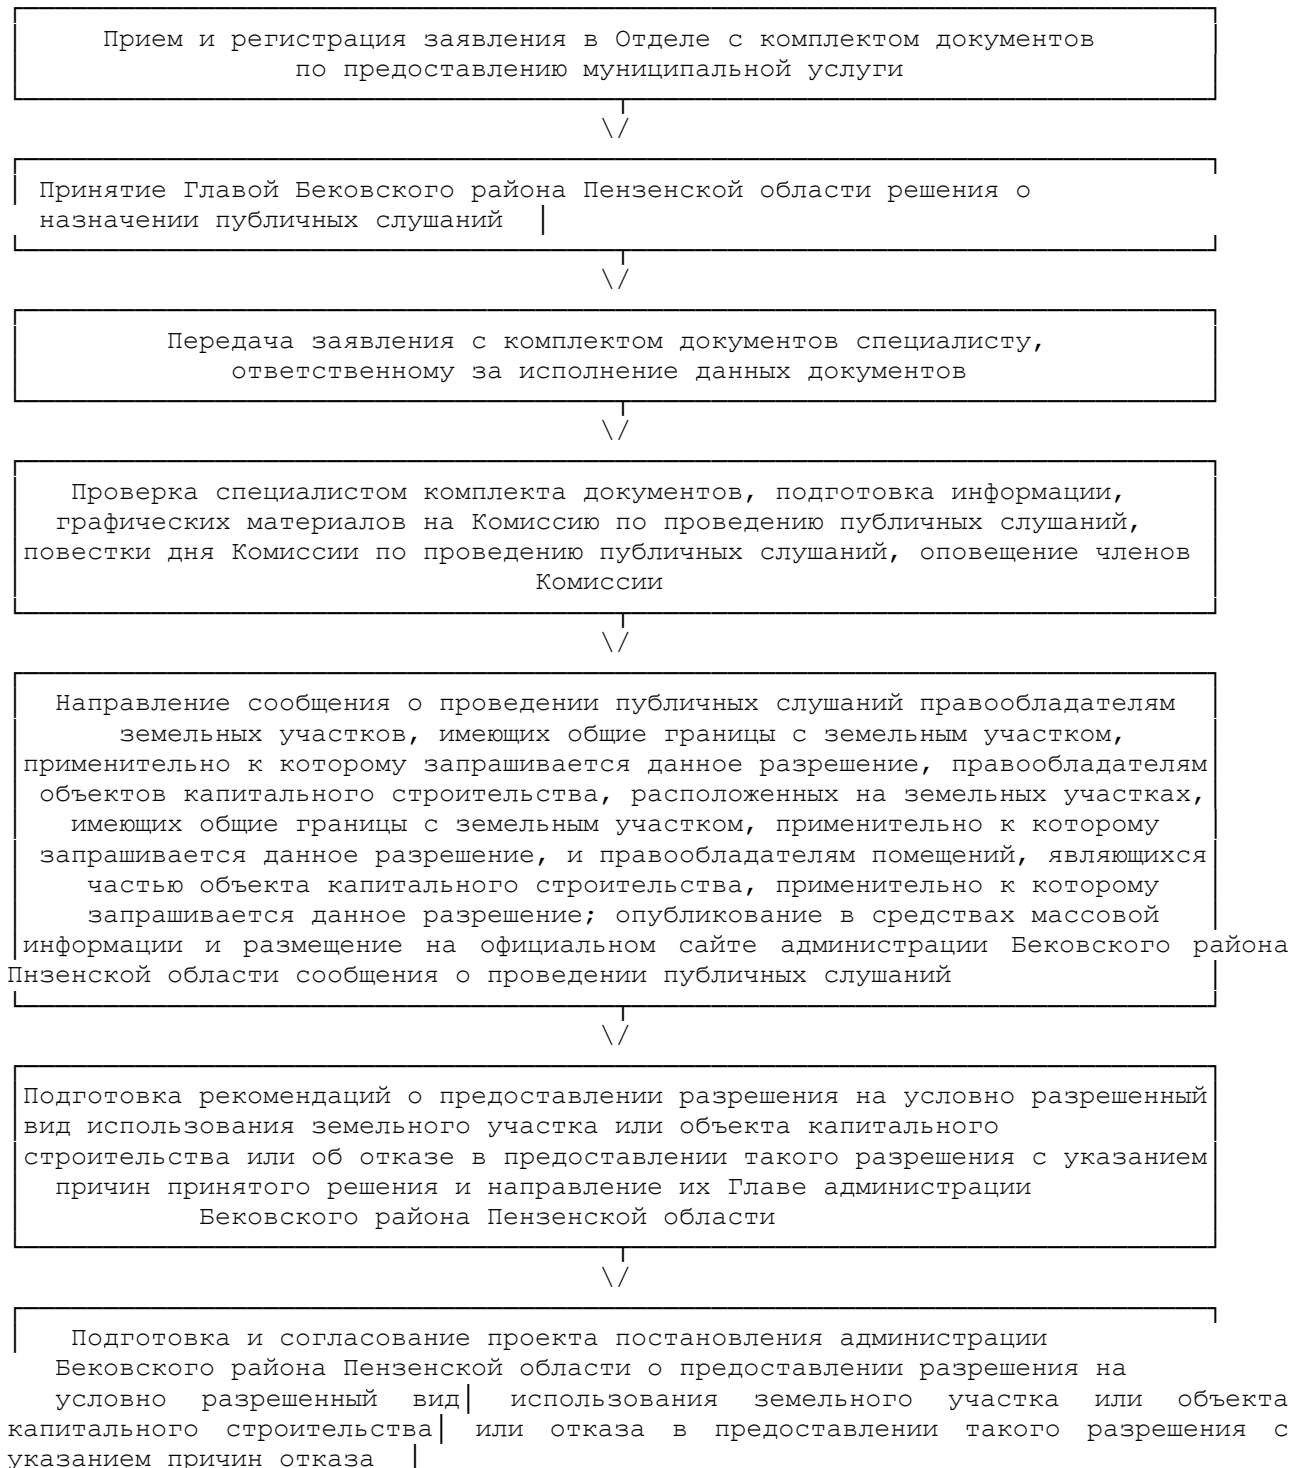 Прием и регистрация заявления в Отделе с комплектом документов
по предоставлению муниципальной услуги
\/
Принятие Главой Бековского района Пензенской области решения о
назначении публичных слушаний
\/
Передача заявления с комплектом документов специалисту,
ответственному за исполнение данных документов
\/
Проверка специалистом комплекта документов, подготовка информации,
графических материалов на Комиссию по проведению публичных слушаний,
повестки дня Комиссии по проведению публичных слушаний, оповещение членов
Комиссии
\/
Направление сообщения о проведении публичных слушаний правообладателям
земельных участков, имеющих общие границы с земельным участком,
применительно к которому запрашивается данное разрешение, правообладателям
объектов капитального строительства, расположенных на земельных участках,
имеющих общие границы с земельным участком, применительно к которому
запрашивается данное разрешение, и правообладателям помещений, являющихся
частью объекта капитального строительства, применительно к которому
запрашивается данное разрешение; опубликование в средствах массовой
информации и размещение на официальном сайте администрации Бековского района
Пнзенской области сообщения о проведении публичных слушаний
\/
Подготовка рекомендаций о предоставлении разрешения на условно разрешенный
вид использования земельного участка или объекта капитального
строительства или об отказе в предоставлении такого разрешения с указанием
причин принятого решения и направление их Главе администрации
Бековского района Пензенской области
\/
Подготовка и согласование проекта постановления администрации
Бековского района Пензенской области о предоставлении разрешения на
условно разрешенный вид│ использования земельного участка или объекта
капитального строительства│ или отказа в предоставлении такого разрешения с
указанием причин отказа │